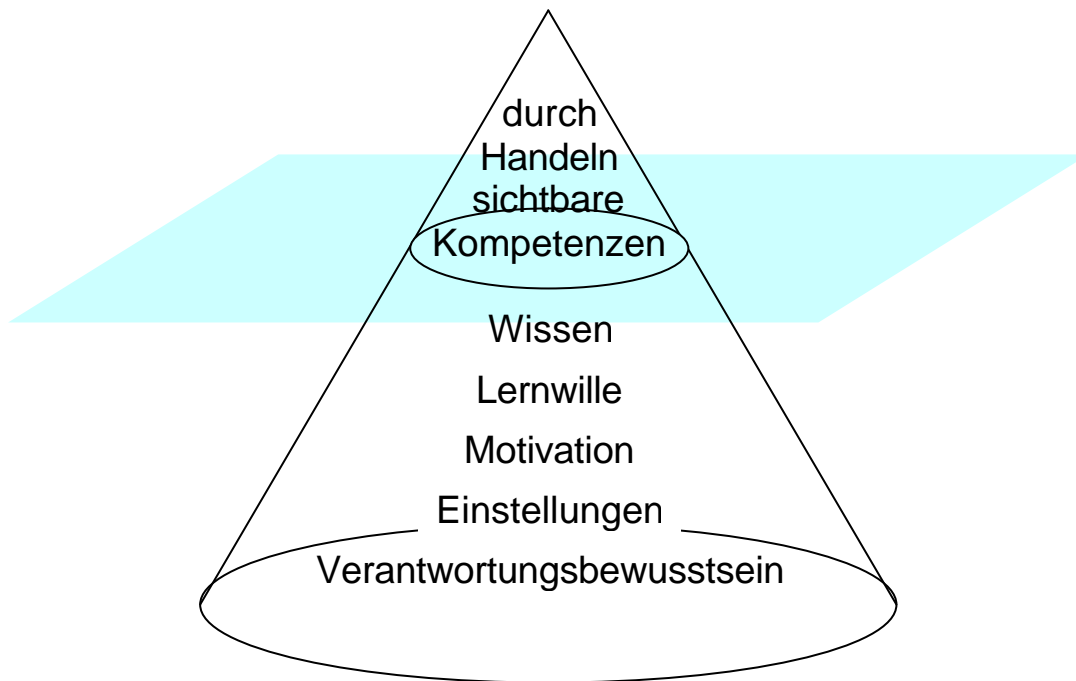 durch
Handeln
sichtbare
Kompetenzen
Wissen
Lernwille
Motivation
Einstellungen
Verantwortungsbewusstsein